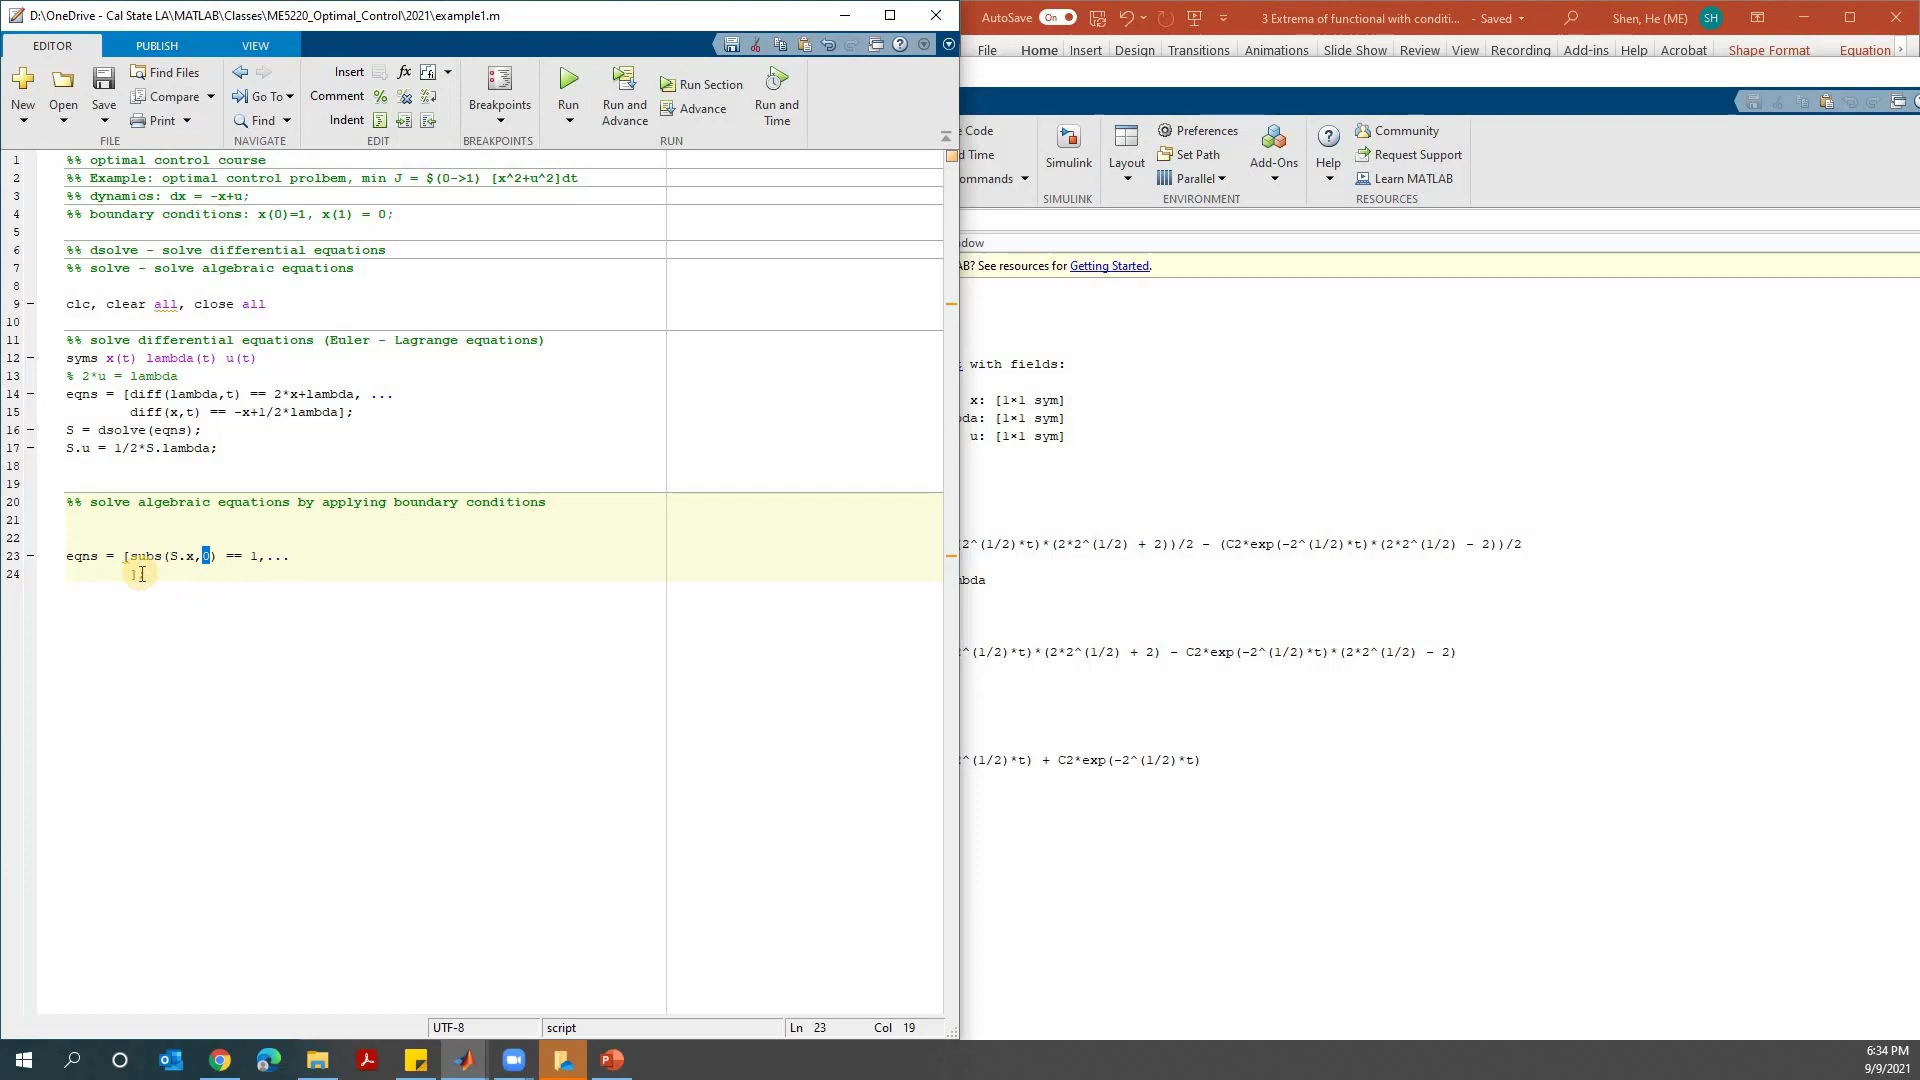 D:\OneDrive - Cal State LA\MATLAB\Classes\ME5220_Optimal_Control\2021\example1.m
EDITOR PUBLISH VIEW
New Open Save
Find Files
Compare
Print
FILE
Go To
Find
NAVIGATE
Insert fx
Comment %
Indent
EDIT
Breakpoints
BREAKPOINTS
Run
Run and Advance
Run Section
Advance
Run and Time
RUN
1 %% optimal control course
2 %% Example: optimal control prolbem, min J = $(0->1) [x^2+u^2]dt
3 %% dynamics: dx = -x+u;
4 %% boundary conditions: x(0)=1, x(1) = 0;
5
6 %% dsolve - solve differential equations
7 %% solve - solve algebraic equations
8
9 clc, clear all, close all
10
11 %% solve differential equations (Euler - Lagrange equations)
12 syms x(t) lambda(t) u(t)
13 % 2*u = lambda
14 eqns = [diff(lambda,t) == 2*x+lambda, ...
15 diff(x,t) == -x+1/2*lambda];
16 S = dsolve(eqns);
17 S.u = 1/2*S.lambda;
18
19
20 %% solve algebraic equations by applying boundary conditions
21
22
23 eqns = [subs(S.x,0) == 1,...
24 ];
UTF-8 script Ln 23 Col 19
AutoSave On 3 Extrema of functional with conditi... - Saved Shen, He (ME) SH
File Home Insert Design Transitions Animations Slide Show Review View Recording Add-ins Help Acrobat Shape Format Equation
e Code
d Time
ommands
Simulink
SIMULINK
Layout
Preferences
Set Path
Parallel
ENVIRONMENT
Add-Ons
Help
Community
Request Support
Learn MATLAB
RESOURCES
dow
AB? See resources for Getting Started.
with fields:
x: [1×1 sym]
bda: [1×1 sym]
u: [1×1 sym]
2^(1/2)*t)*(2*2^(1/2) + 2))/2 - (C2*exp(-2^(1/2)*t)*(2*2^(1/2) - 2))/2
mbda
2^(1/2)*t)*(2*2^(1/2) + 2) - C2*exp(-2^(1/2)*t)*(2*2^(1/2) - 2)
2^(1/2)*t) + C2*exp(-2^(1/2)*t)
6:34 PM
9/9/2021